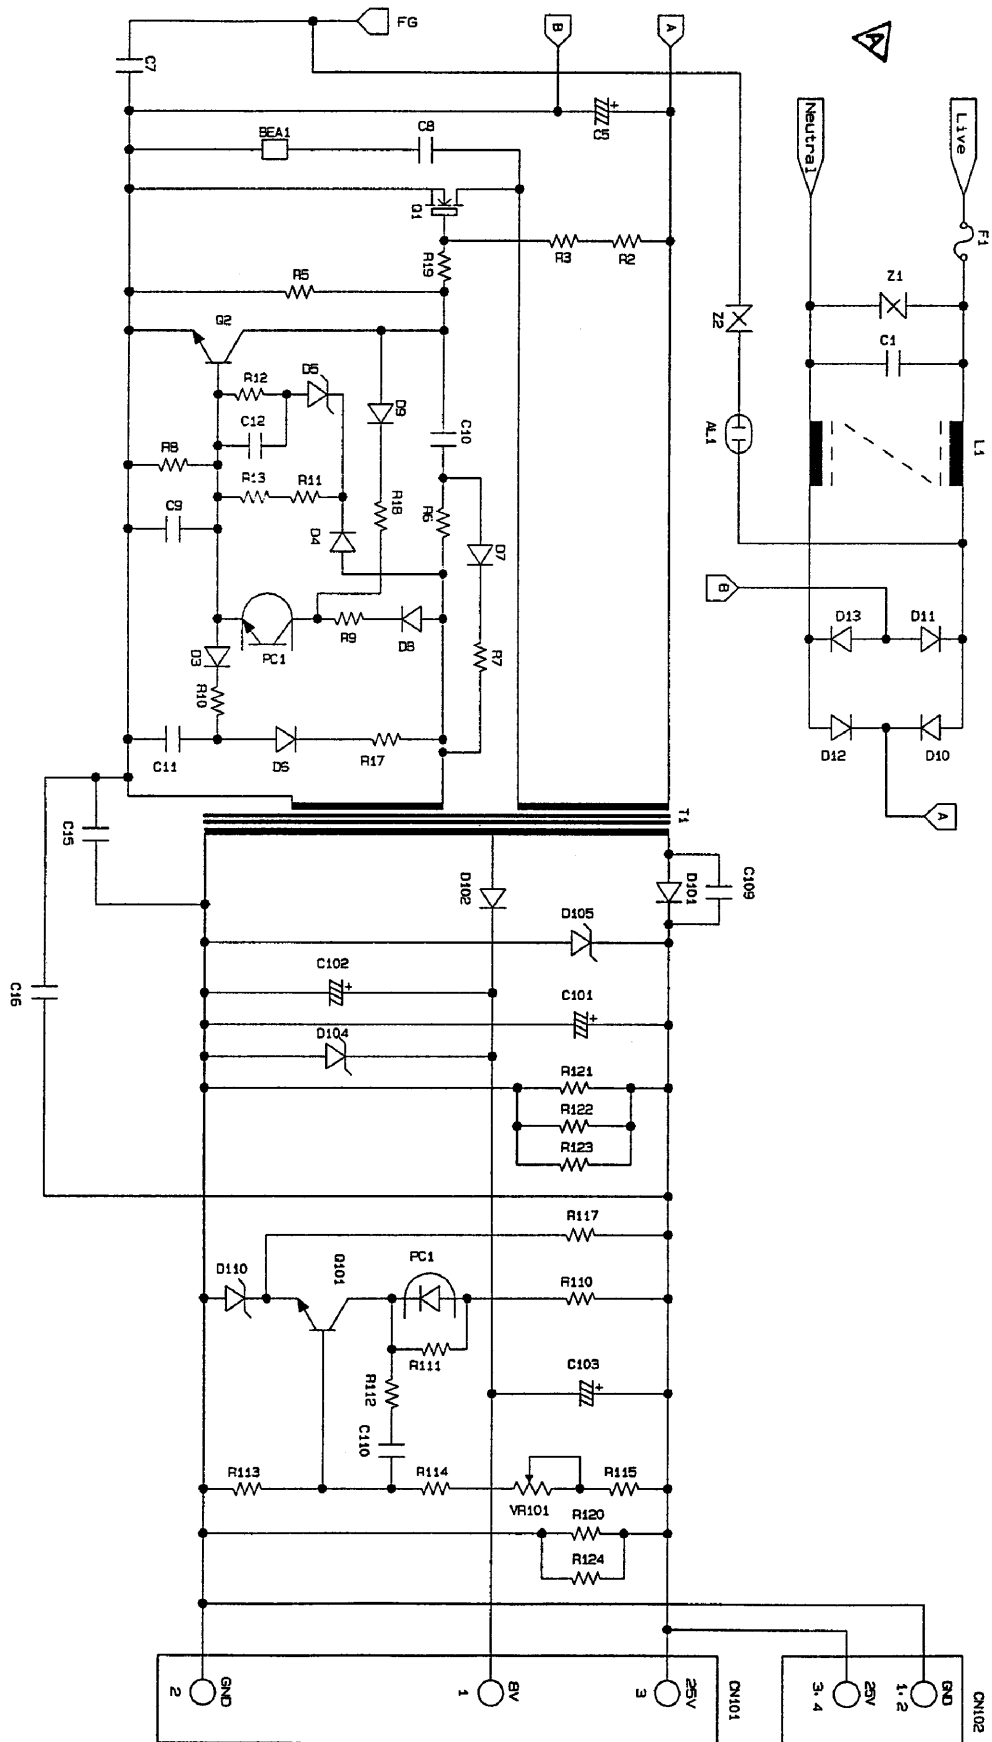 FG
B
A
A
C7
C5
Neutral
Live
F1
BEA1
C8
Q1
R3
R2
R19
Z1
Z2
C1
R5
Q2
D5
R12
D9
C10
AL1
L1
C12
R8
R13
R11
R18
R6
C9
D4
D7
B
D13
D11
PC1
R9
D8
R7
D3
R10
C11
D6
R17
D12
D10
A
T1
C15
D102
D101
C109
D105
C102
C101
C16
D104
R121
R122
R123
R117
D110
Q101
PC1
R110
R111
R112
C103
C110
R113
R114
VR101
R115
R120
R124
GND
2
8V
1
25V
3
CN101
25V
3, 4
GND
1, 2
CN102